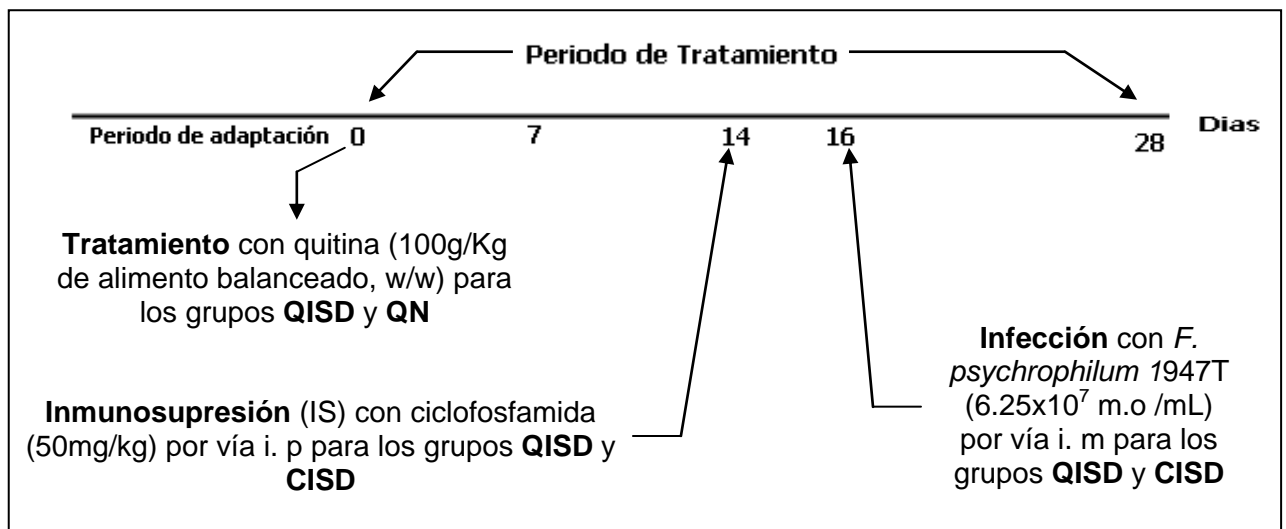 Periodo de Tratamiento
Dias
Periodo de adaptación 0 7 14 16 28
Tratamiento con quitina (100g/Kg
de alimento balanceado, w/w) para
los grupos QISD y QN
Inmunosupresión (IS) con ciclofosfamida
(50mg/kg) por vía i. p para los grupos QISD y
CISD
Infección con F.
psychrophilum 1947T
(6.25x10⁷ m.o /mL)
por vía i. m para los
grupos QISD y CISD